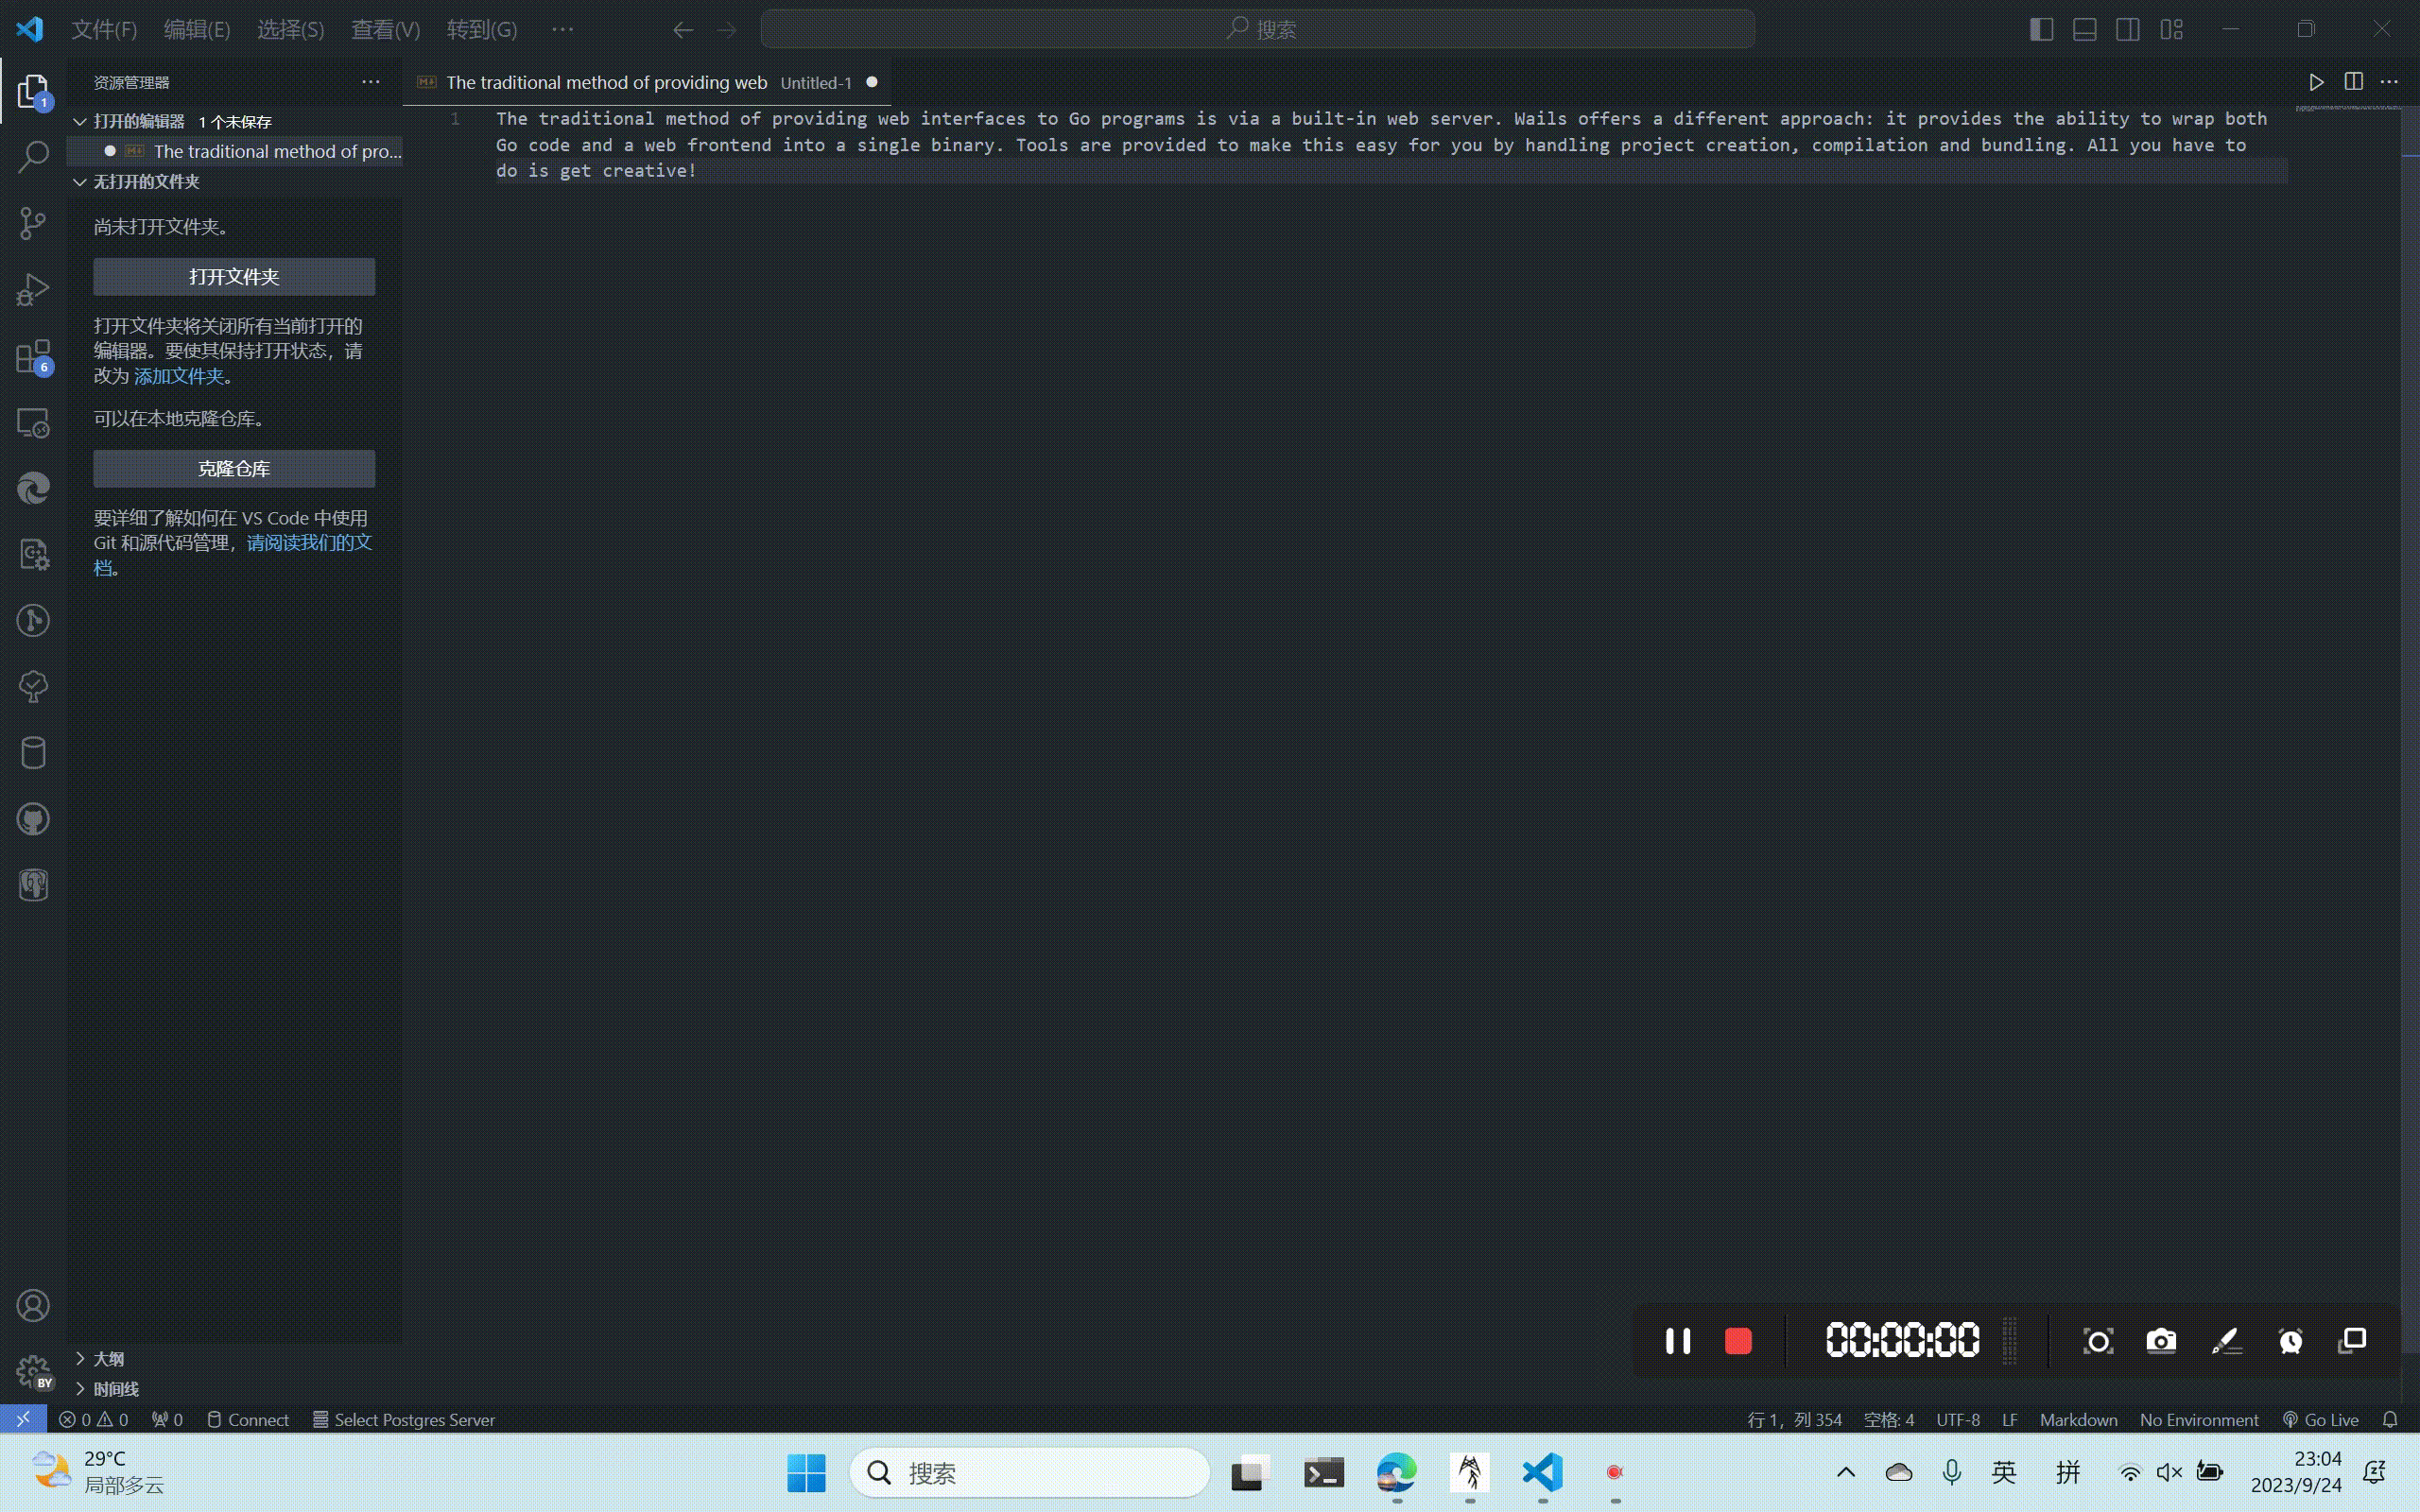 文件(F) 编辑(E) 选择(S) 查看(V) 转到(G) ··· 搜索
资源管理器 ···
The traditional method of providing web Untitled-1
打开的编辑器 1 个未保存
The traditional method of pro...
无打开的文件夹
尚未打开文件夹。
打开文件夹
打开文件夹将关闭所有当前打开的
编辑器。要使其保持打开状态，请
改为 添加文件夹。
可以在本地克隆仓库。
克隆仓库
要详细了解如何在 VS Code 中使用
Git 和源代码管理，请阅读我们的文
档。
1
6
1 The traditional method of providing web interfaces to Go programs is via a built-in web server. Wails offers a different approach: it provides the ability to wrap both
Go code and a web frontend into a single binary. Tools are provided to make this easy for you by handling project creation, compilation and bundling. All you have to
do is get creative!
00:00:00
大纲
时间线
BY
0 0 0 Connect Select Postgres Server 行 1，列 354 空格: 4 UTF-8 LF Markdown No Environment Go Live
29°C
局部多云
搜索
英 拼
23:04
2023/9/24